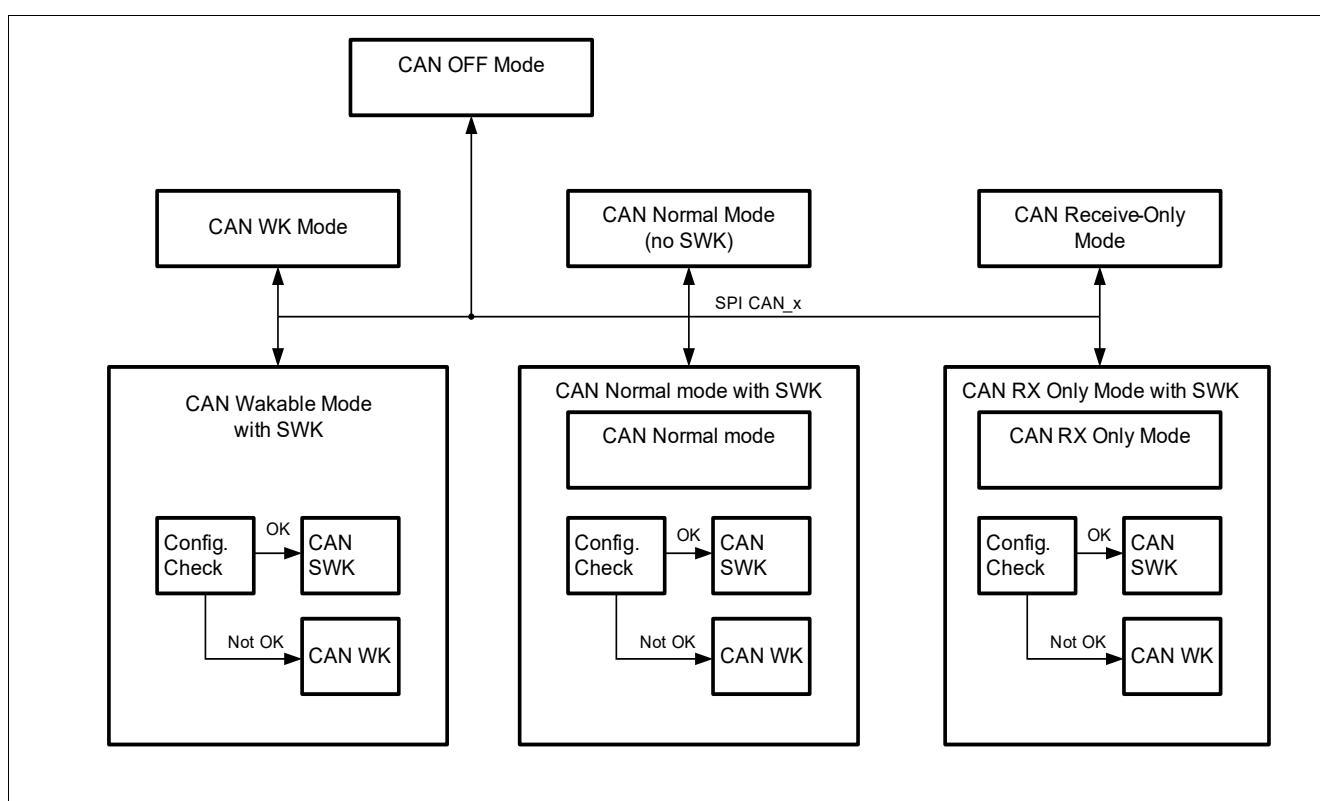 CAN OFF Mode
CAN WK Mode
CAN Normal Mode
(no SWK)
CAN Receive-Only
Mode
SPI CAN_x
CAN Wakable Mode
with SWK
Config.
Check
OK
CAN
SWK
Not OK
CAN WK
CAN Normal mode with SWK
CAN Normal mode
Config.
Check
OK
CAN
SWK
Not OK
CAN WK
CAN RX Only Mode with SWK
CAN RX Only Mode
Config.
Check
OK
CAN
SWK
Not OK
CAN WK